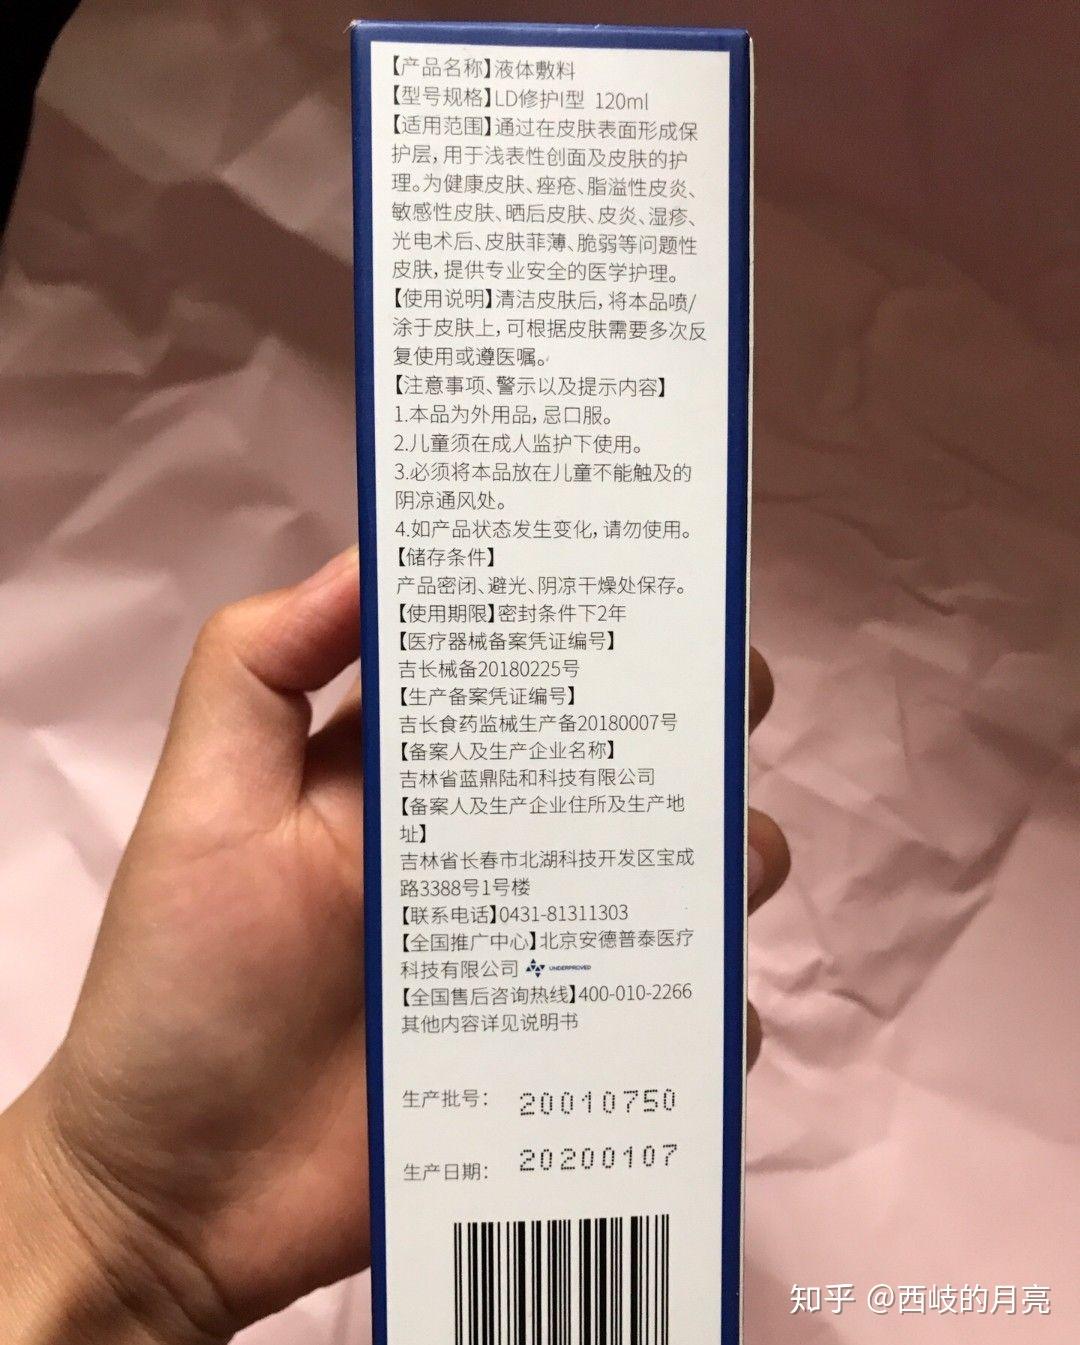 【产品名称】液体敷料
【型号规格】LD修护I型 120ml
【适用范围】通过在皮肤表面形成保
护层,用于浅表性创面及皮肤的护
理。为健康皮肤、痤疮、脂溢性皮炎、
敏感性皮肤、晒后皮肤、皮炎、湿疹、
光电术后、皮肤菲薄、脆弱等问题性
皮肤,提供专业安全的医学护理。
【使用说明】清洁皮肤后,将本品喷/
涂于皮肤上,可根据皮肤需要多次反
复使用或遵医嘱。
【注意事项、警示以及提示内容】
1.本品为外用品,忌口服。
2.儿童须在成人监护下使用。
3.必须将本品放在儿童不能触及的
阴凉通风处。
4.如产品状态发生变化,请勿使用。
【储存条件】
产品密闭、避光、阴凉干燥处保存。
【使用期限】密封条件下2年
【医疗器械备案凭证编号】
吉长械备20180225号
【生产备案凭证编号】
吉长食药监械生产备20180007号
【备案人及生产企业名称】
吉林省蓝鼎陆和科技有限公司
【备案人及生产企业住所及生产地
址】
吉林省长春市北湖科技开发区宝成
路3388号1号楼
【联系电话】0431-81311303
【全国推广中心】北京安德普泰医疗
科技有限公司 UNDERPROVED
【全国售后咨询热线】400-010-2266
其他内容详见说明书
生产批号: 20010750
生产日期: 20200107
知乎 @西岐的月亮